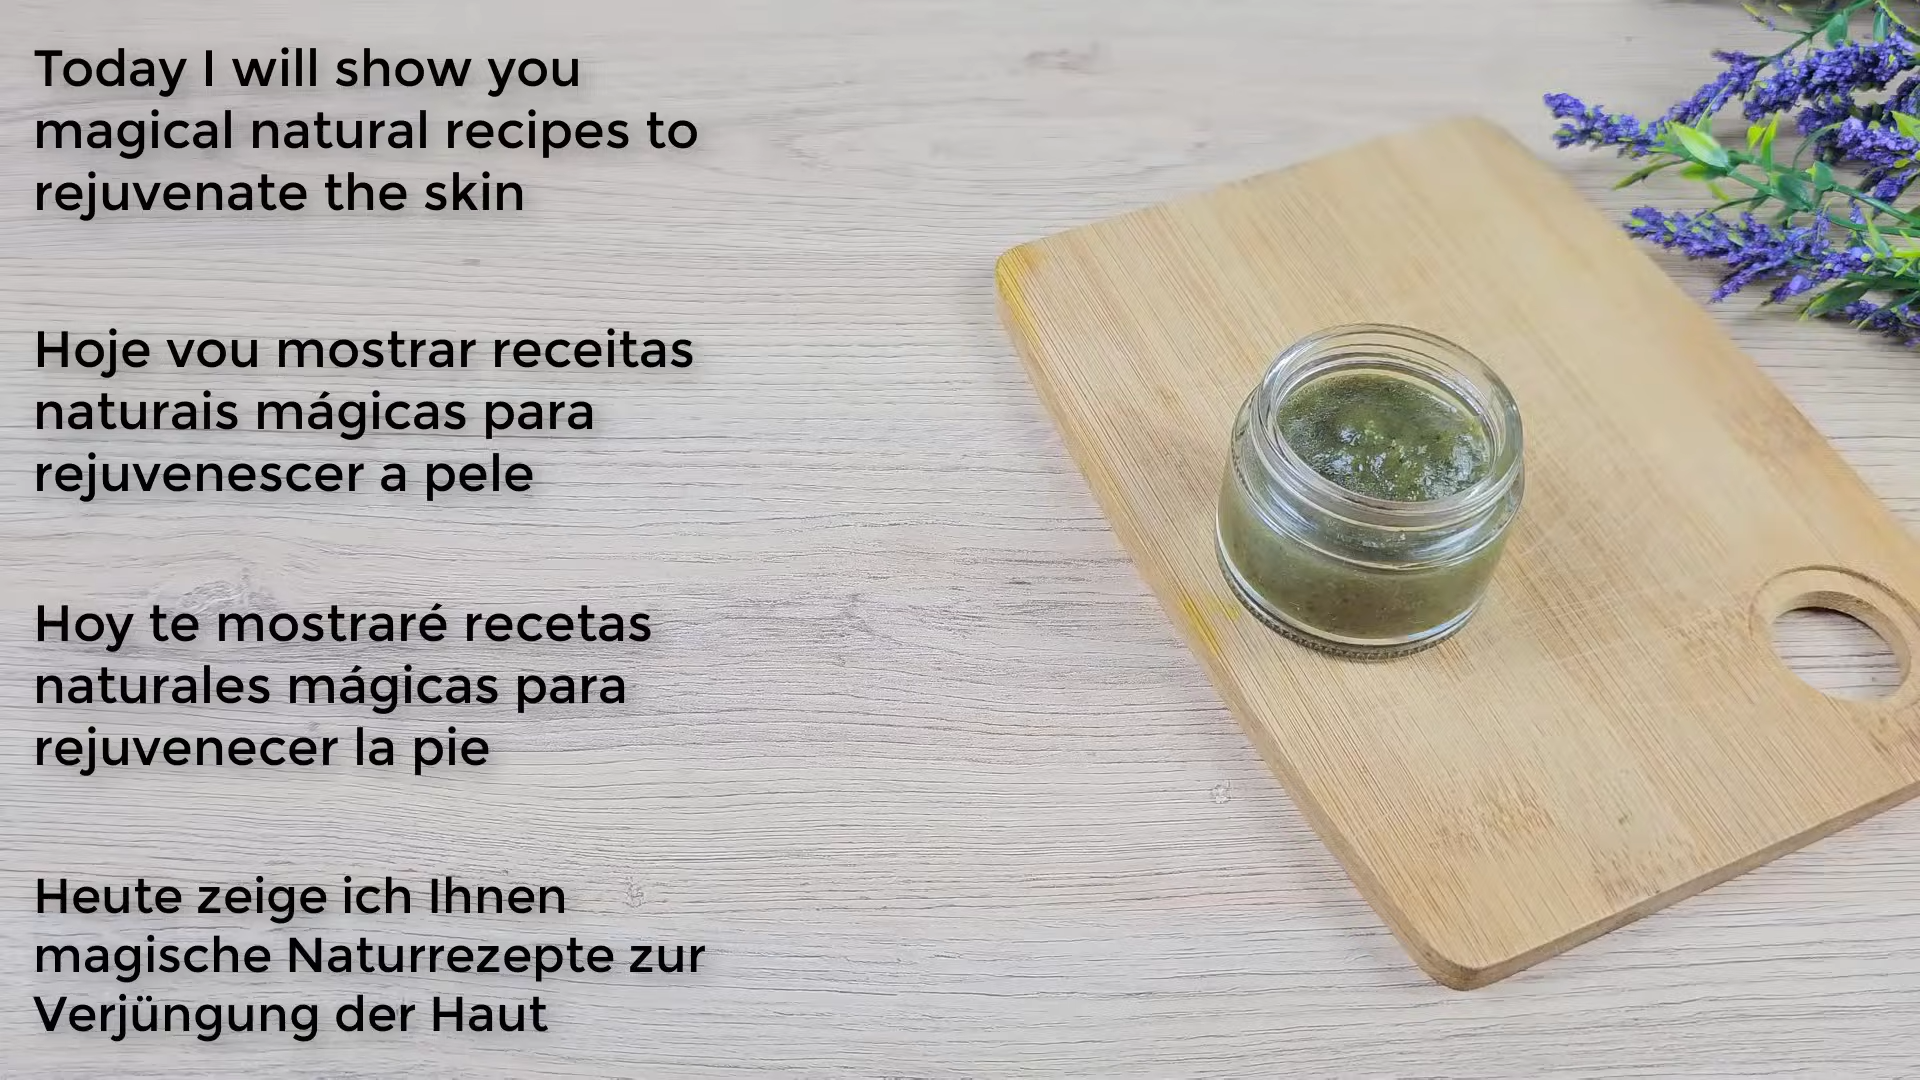 Today I will show you
magical natural recipes to
rejuvenate the skin
Hoje vou mostrar receitas
naturais mágicas para
rejuvenescer a pele
Hoy te mostraré recetas
naturales mágicas para
rejuvenecer la pie
Heute zeige ich Ihnen
magische Naturrezepte zur
Verjüngung der Haut